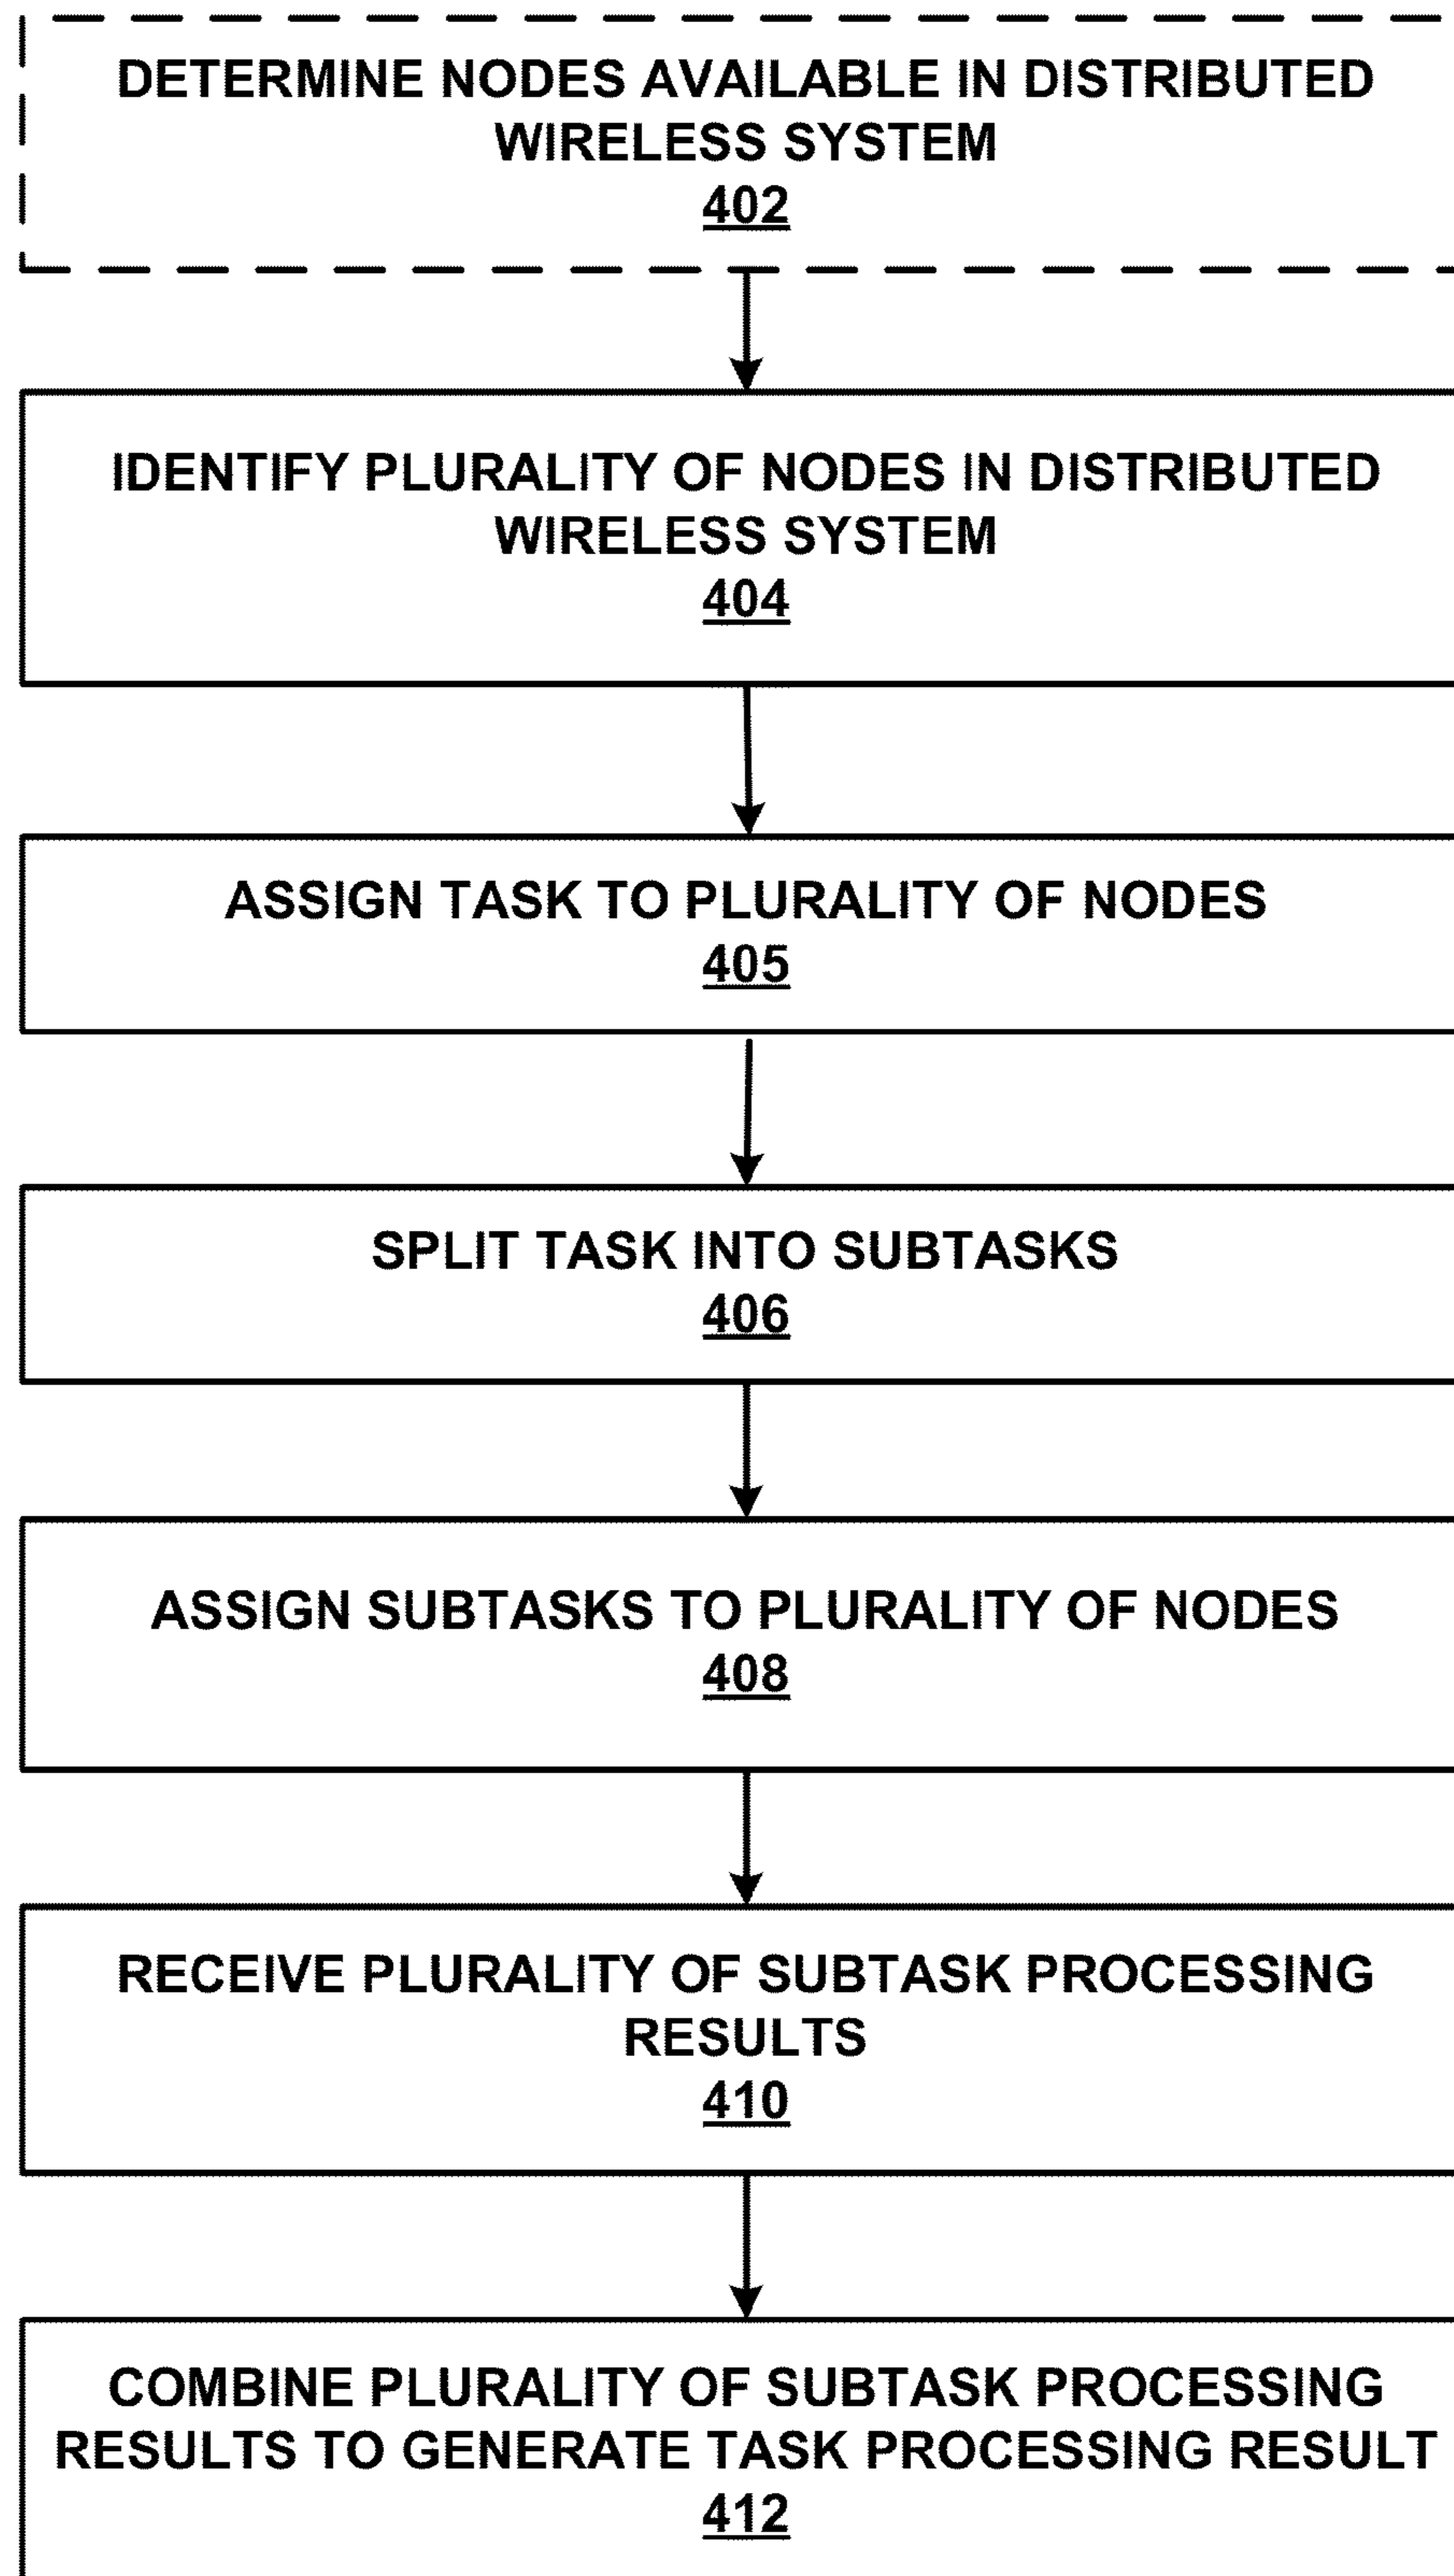 DETERMINE NODES AVAILABLE IN DISTRIBUTED
WIRELESS SYSTEM
402
IDENTIFY PLURALITY OF NODES IN DISTRIBUTED
WIRELESS SYSTEM
404
ASSIGN TASK TO PLURALITY OF NODES
405
SPLIT TASK INTO SUBTASKS
406
ASSIGN SUBTASKS TO PLURALITY OF NODES
408
RECEIVE PLURALITY OF SUBTASK PROCESSING
RESULTS
410
COMBINE PLURALITY OF SUBTASK PROCESSING
RESULTS TO GENERATE TASK PROCESSING RESULT
412